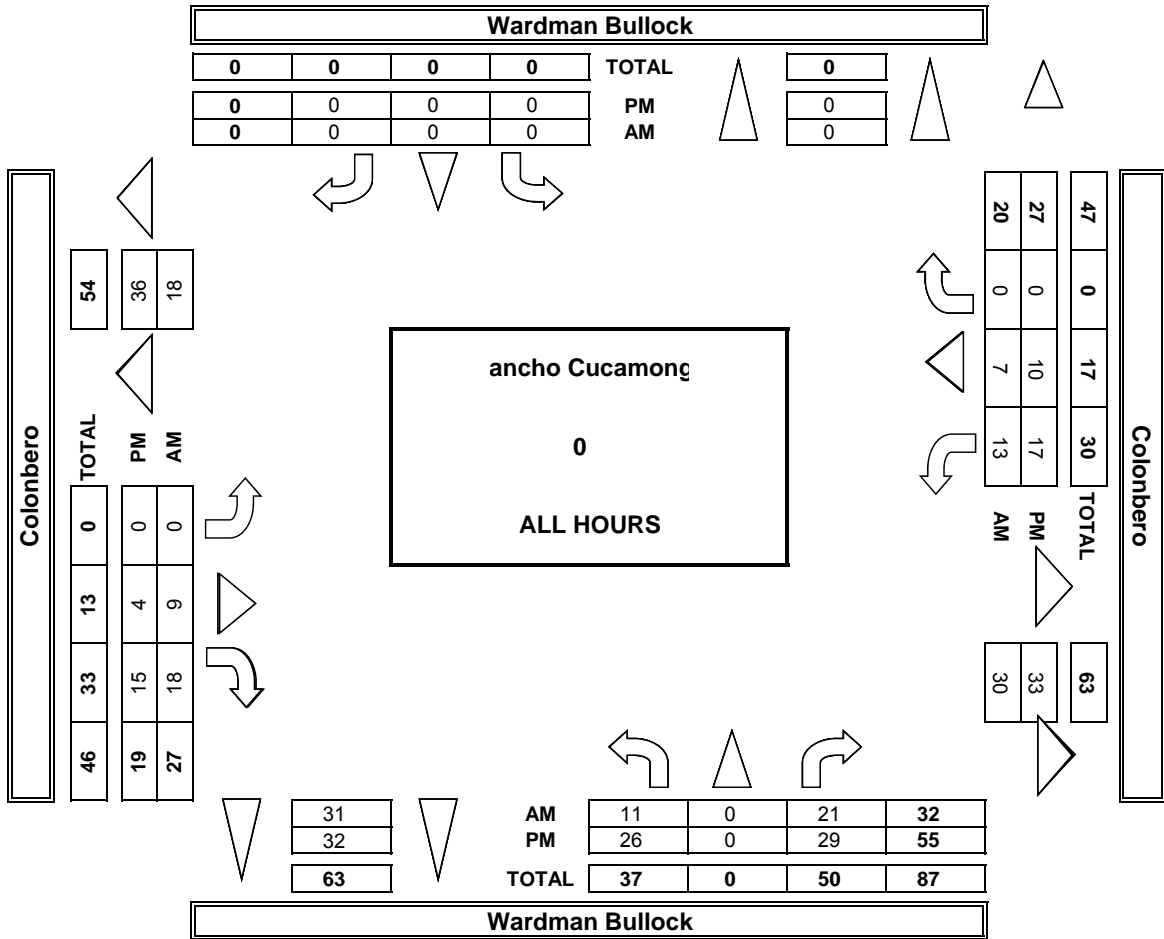 Wardman Bullock
0 0 0 0 TOTAL 0
0 0 0 0 PM 0
0 0 0 0 AM 0
Colonbero
54 36 18
TOTAL PM AM
0 0 0
13 4 9
33 15 18
46 19 27
ancho Cucamong
0
ALL HOURS
20 27 47
0 0 0
7 10 17
13 17 30
AM PM TOTAL
30 33 63
Colonbero
31 AM 11 0 21 32
32 PM 26 0 29 55
63 TOTAL 37 0 50 87
Wardman Bullock